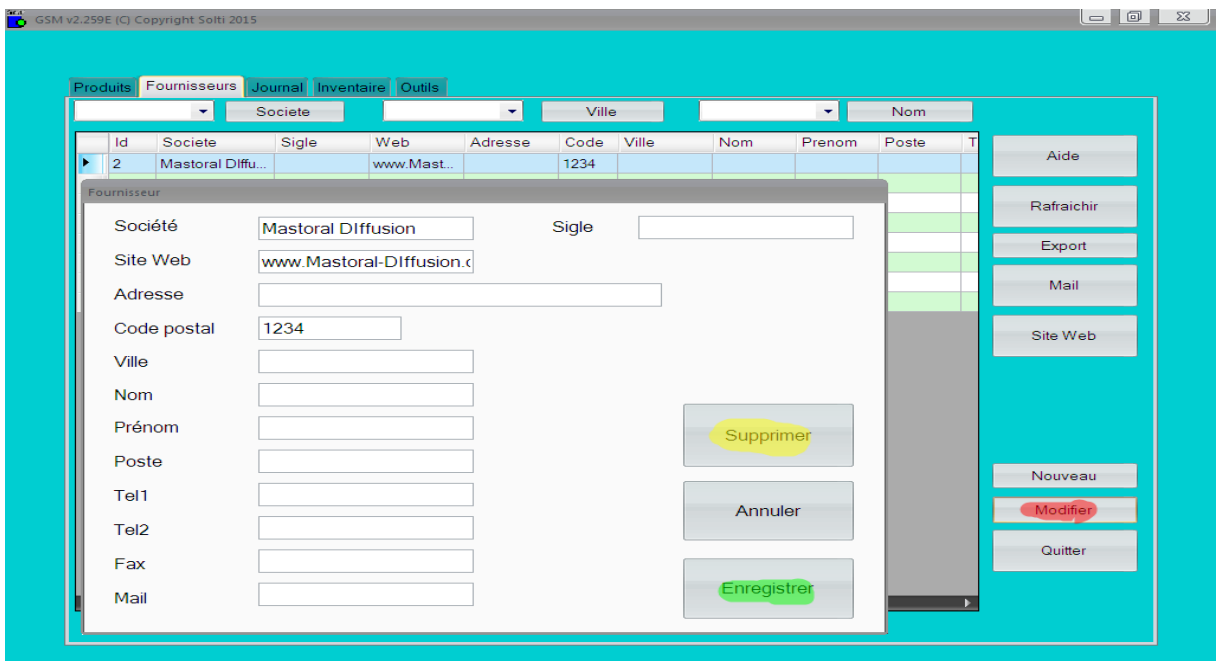 GSM v2.259E (C) Copyright Solti 2015
Produits Fournisseurs Journal Inventaire Outils
Societe Ville Nom
Id Societe Sigle Web Adresse Code Ville Nom Prenom Poste T
2 Mastoral DIffu... www.Mast... 1234
Aide
Rafraichir
Export
Mail
Site Web
Nouveau
Modifier
Quitter
Fournisseur
Société Mastoral DIffusion Sigle
Site Web www.Mastoral-DIffusion.c
Adresse
Code postal 1234
Ville
Nom
Prénom
Poste
Tel1
Tel2
Fax
Mail
Supprimer
Annuler
Enregistrer